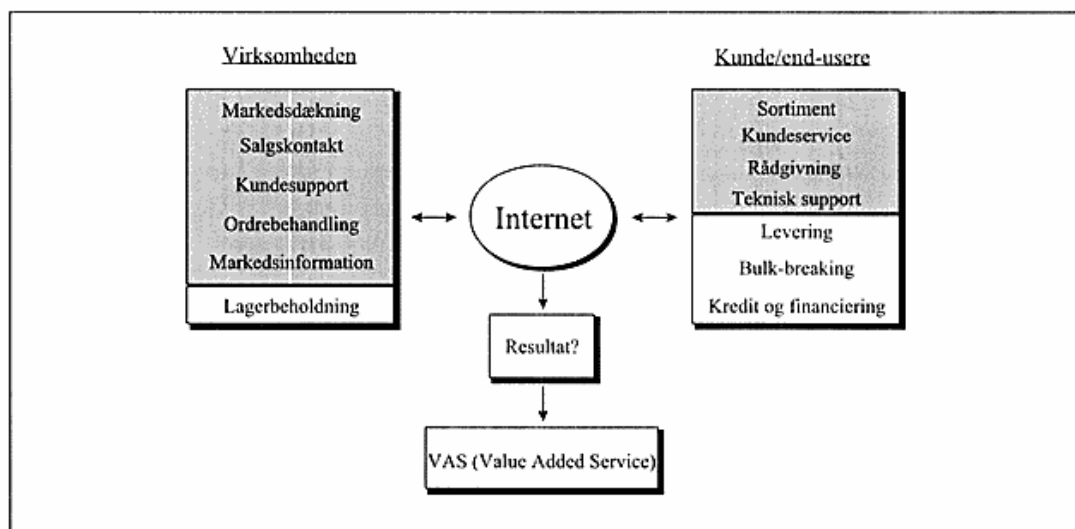 Virksomheden
Markedsdækning
Salgskontakt
Kundesupport
Ordrebehandling
Markedsinformation
Lagerbeholdning
Internet
Resultat?
VAS (Value Added Service)
Kunde/end-usere
Sortiment
Kundeservice
Rådgivning
Teknisk support
Levering
Bulk-breaking
Kredit og financiering